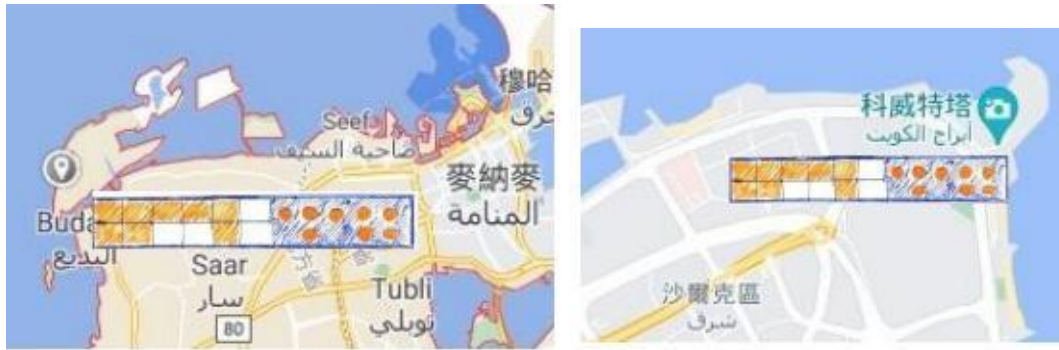 穆哈
Seef
ضاحية السيف
麥納麥
المنامة
Buda
البديع
Saar
سار
80
Tubli
توبلي
科威特塔
أبراج الكويت
沙爾克區
شرق